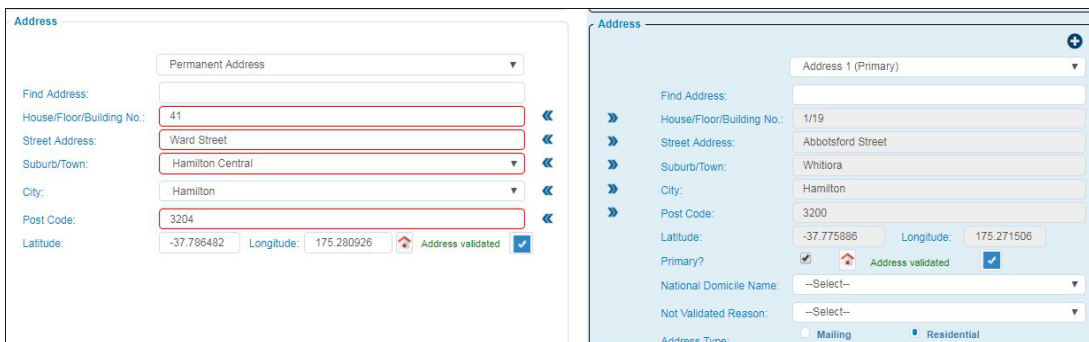 Address
Permanent Address
Find Address:
House/Floor/Building No.: 41
Street Address: Ward Street
Suburb/Town: Hamilton Central
City: Hamilton
Post Code: 3204
Latitude: -37.786482 Longitude: 175.280926 Address validated
Address
Address 1 (Primary)
Find Address:
House/Floor/Building No.: 1/19
Street Address: Abbotsford Street
Suburb/Town: Whitiora
City: Hamilton
Post Code: 3200
Latitude: -37.775886 Longitude: 175.271506
Primary? Address validated
National Domicile Name: --Select--
Not Validated Reason: --Select--
Address Type: Mailing Residential